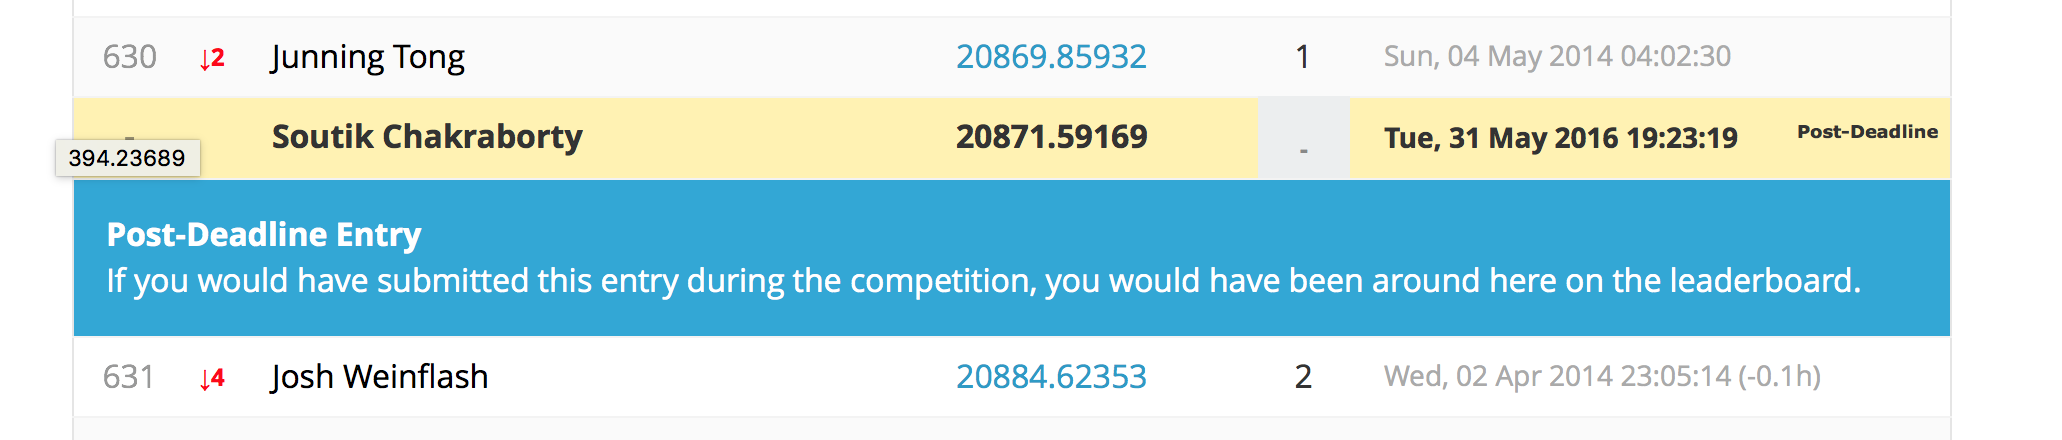 630 ↓2 Junning Tong 20869.85932 1 Sun, 04 May 2014 04:02:30
- Soutik Chakraborty 20871.59169 - Tue, 31 May 2016 19:23:19 Post-Deadline
394.23689
Post-Deadline Entry
If you would have submitted this entry during the competition, you would have been around here on the leaderboard.
631 ↓4 Josh Weinflash 20884.62353 2 Wed, 02 Apr 2014 23:05:14 (-0.1h)